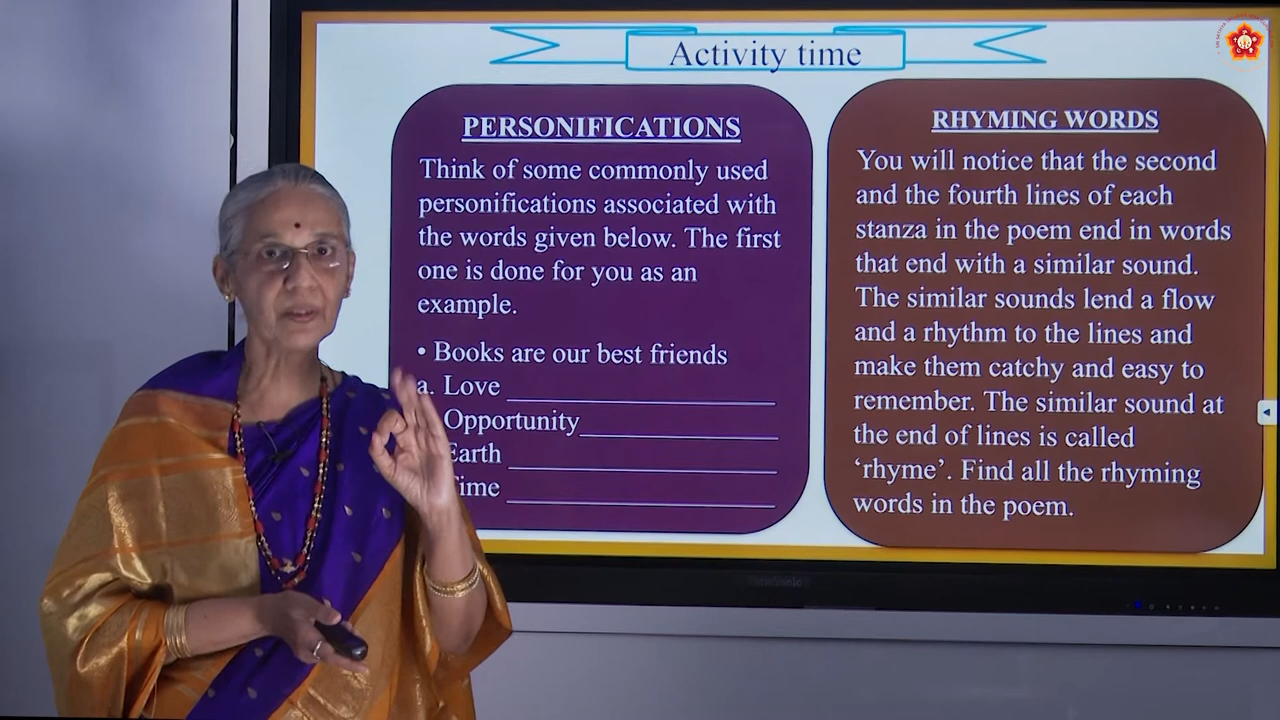 Activity time
PERSONIFICATIONS
Think of some commonly used
personifications associated with
the words given below. The first
one is done for you as an
example.
• Books are our best friends
a. Love
Opportunity
Earth
Time
RHYMING WORDS
You will notice that the second
and the fourth lines of each
stanza in the poem end in words
that end with a similar sound.
The similar sounds lend a flow
and a rhythm to the lines and
make them catchy and easy to
remember. The similar sound at
the end of lines is called
‘rhyme’. Find all the rhyming
words in the poem.
ViewSonic